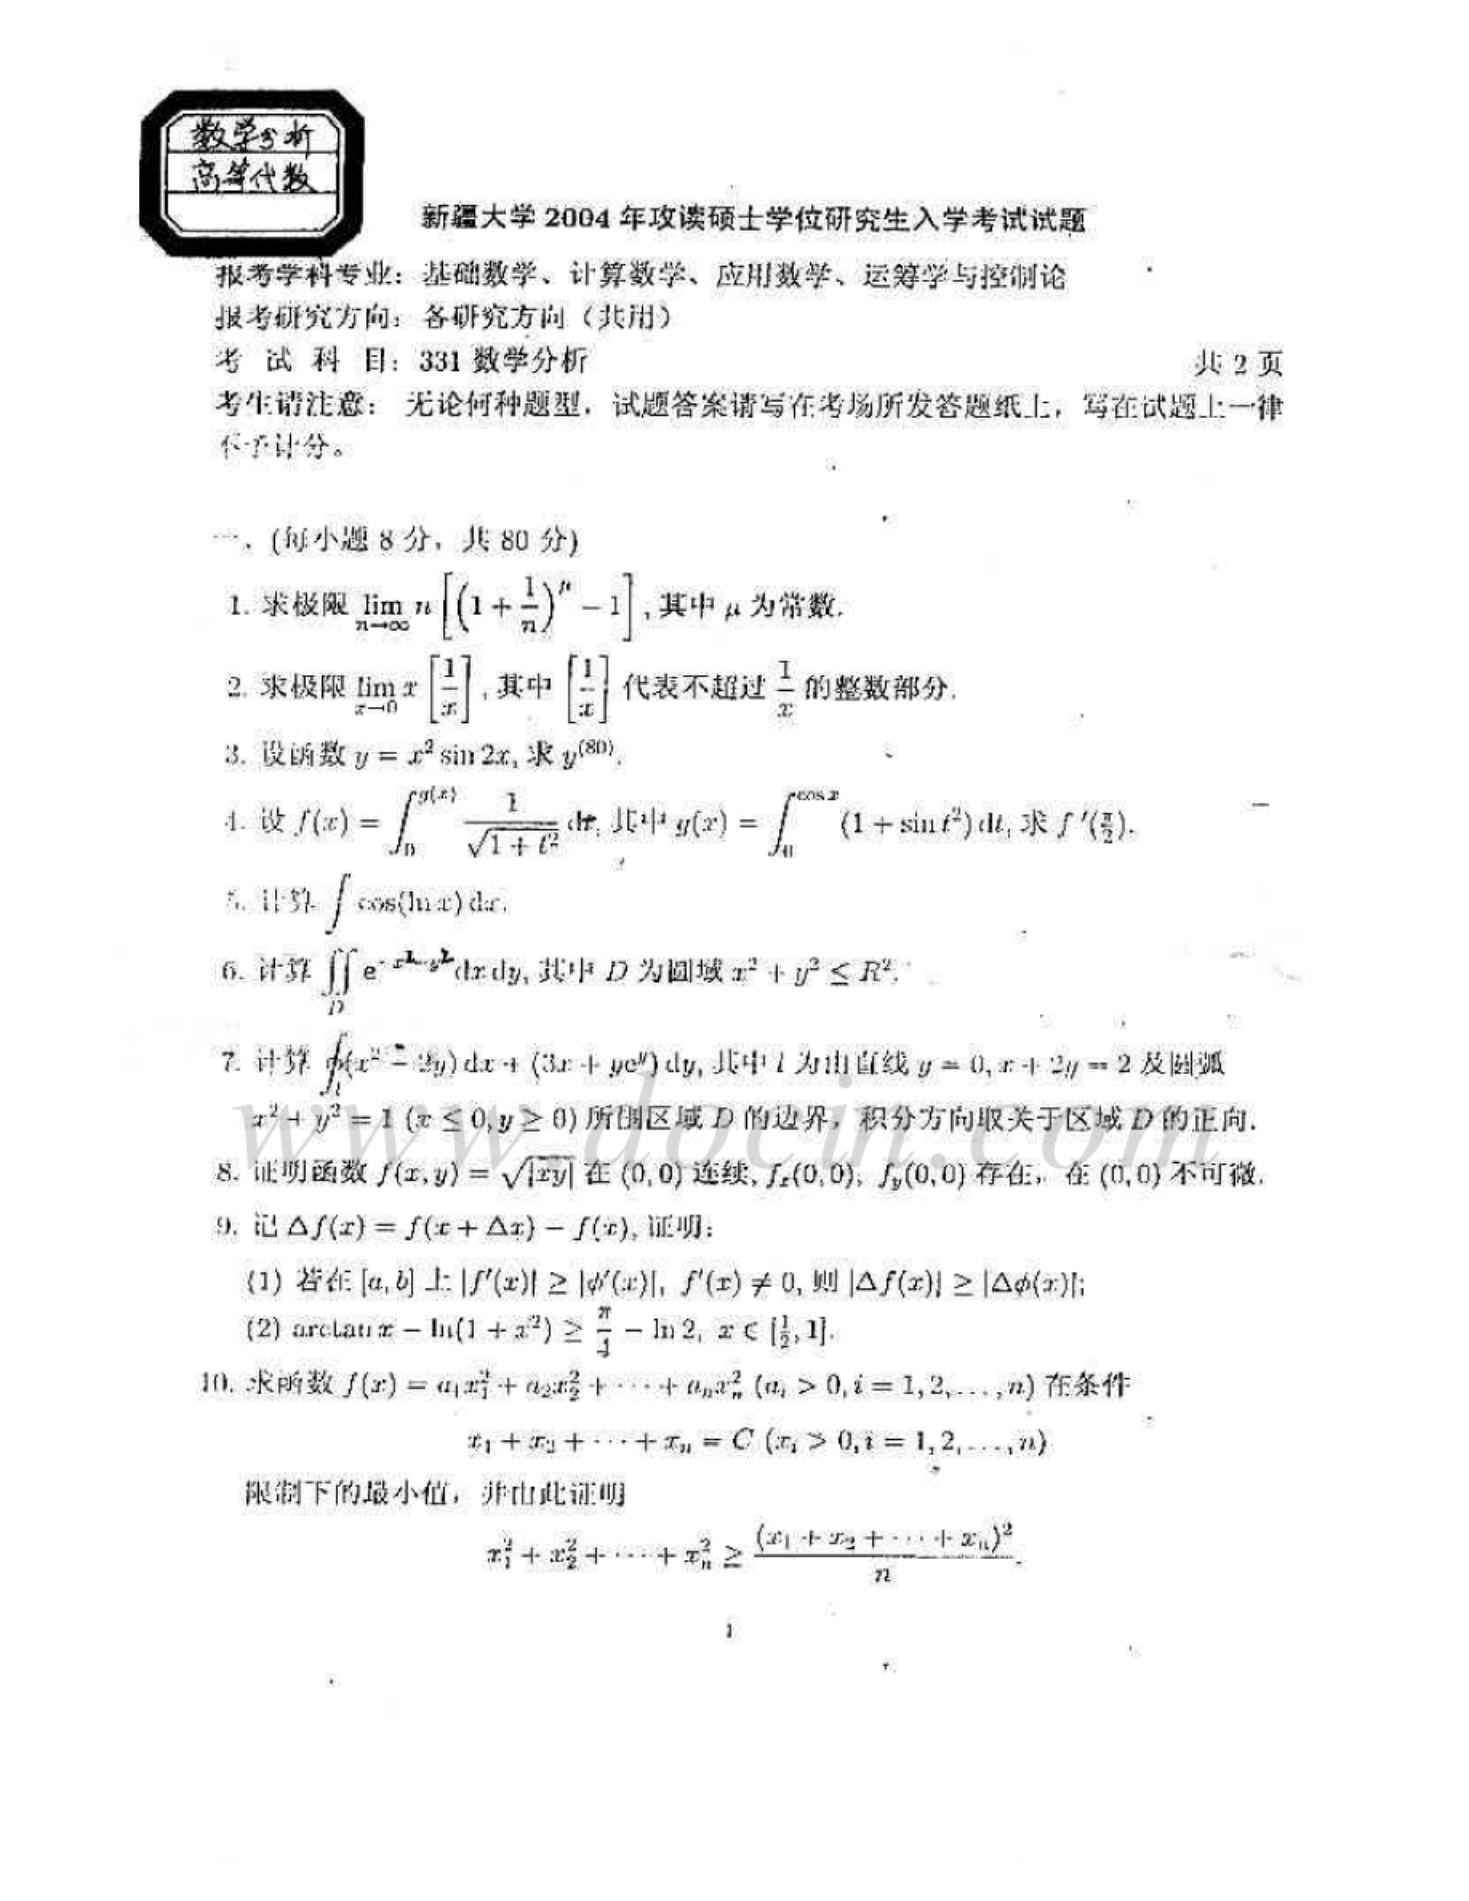 数学分析
高等代数
新疆大学 2004 年攻读硕士学位研究生入学考试试题
报考学科专业：基础数学、计算数学、应用数学、运筹学与控制论
报考研究方向：各研究方向（共用）
考 试 科 目：331 数学分析 共 2 页
考生请注意： 无论何种题型，试题答案请写在考场所发答题纸上，写在试题上一律
不予计分。
一、(每小题 8 分，共 80 分)
1. 求极限 lim_{n→∞} n[(1 + 1/n)^μ − 1], 其中 μ 为常数.
2. 求极限 lim_{x→0} x[1/x], 其中 [1/x] 代表不超过 1/x 的整数部分.
3. 设函数 y = x² sin 2x, 求 y^(80).
4. 设 f(x) = ∫_0^{g(x)} 1/√(1 + t²) dt, 其中 g(x) = ∫_0^{cos x} (1 + sin t²) dt, 求 f ′(π/2).
5. 计算 ∫ cos(ln x) dx.
6. 计算 ∬_D e^{−x²−y²} dx dy, 其中 D 为圆域 x² + y² ≤ R².
7. 计算 ∮_l (x² − 2y) dx + (3x + ye^y) dy, 其中 l 为由直线 y = 0, x + 2y = 2 及圆弧
x² + y² = 1 (x ≤ 0, y ≥ 0) 所围区域 D 的边界，积分方向取关于区域 D 的正向.
www.docin.com
8. 证明函数 f(x, y) = √|xy| 在 (0, 0) 连续, f_x(0, 0), f_y(0, 0) 存在，在 (0, 0) 不可微.
9. 记 Δf(x) = f(x + Δx) − f(x), 证明：
(1) 若在 [a, b] 上 |f′(x)| ≥ |ϕ′(x)|, f′(x) ≠ 0, 则 |Δf(x)| ≥ |Δϕ(x)|;
(2) arctan x − ln(1 + x²) ≥ π/4 − ln 2, x ∈ [1/2, 1].
10. 求函数 f(x) = a₁x₁² + a₂x₂² + ··· + aₙxₙ² (aᵢ > 0, i = 1, 2, ..., n) 在条件
x₁ + x₂ + ··· + xₙ = C (xᵢ > 0, i = 1, 2, ..., n)
限制下的最小值，并由此证明
x₁² + x₂² + ··· + xₙ² ≥ (x₁ + x₂ + ··· + xₙ)²/n.
1